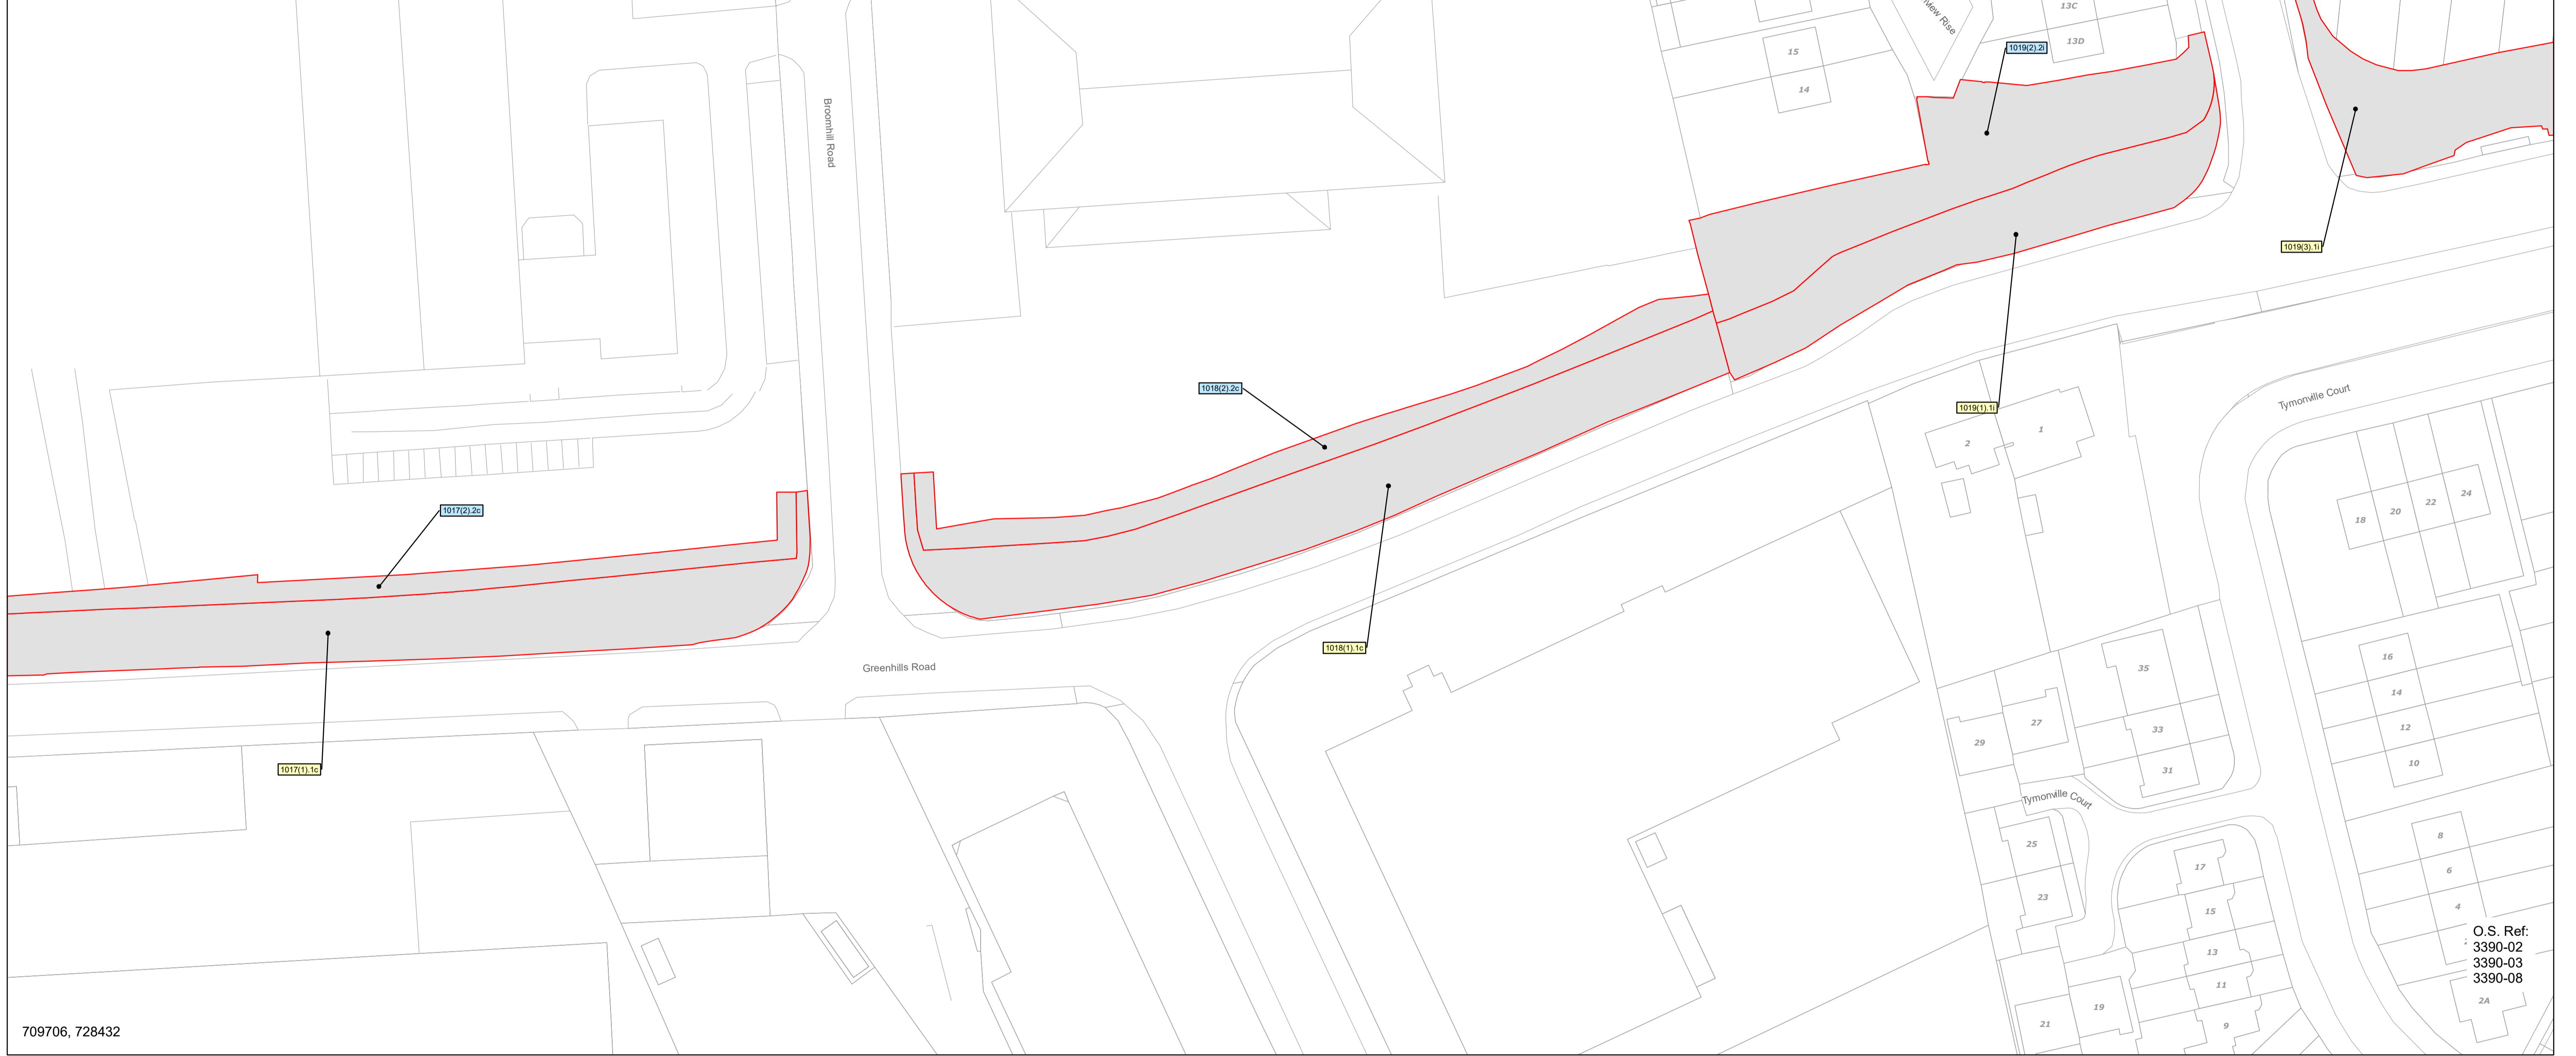 13C
13D
15
14
1019(2).2i
Broomhill Road
1019(3).1i
1018(2).2c
1019(1).1i
Tymonville Court
2
1
18
20
22
24
1017(2).2c
1018(1).1c
Greenhills Road
1017(1).1c
16
14
12
10
35
33
31
27
29
Tymonville Court
25
23
8
6
4
17
15
13
11
9
19
21
2A
O.S. Ref:
3390-02
3390-03
3390-08
709706, 728432